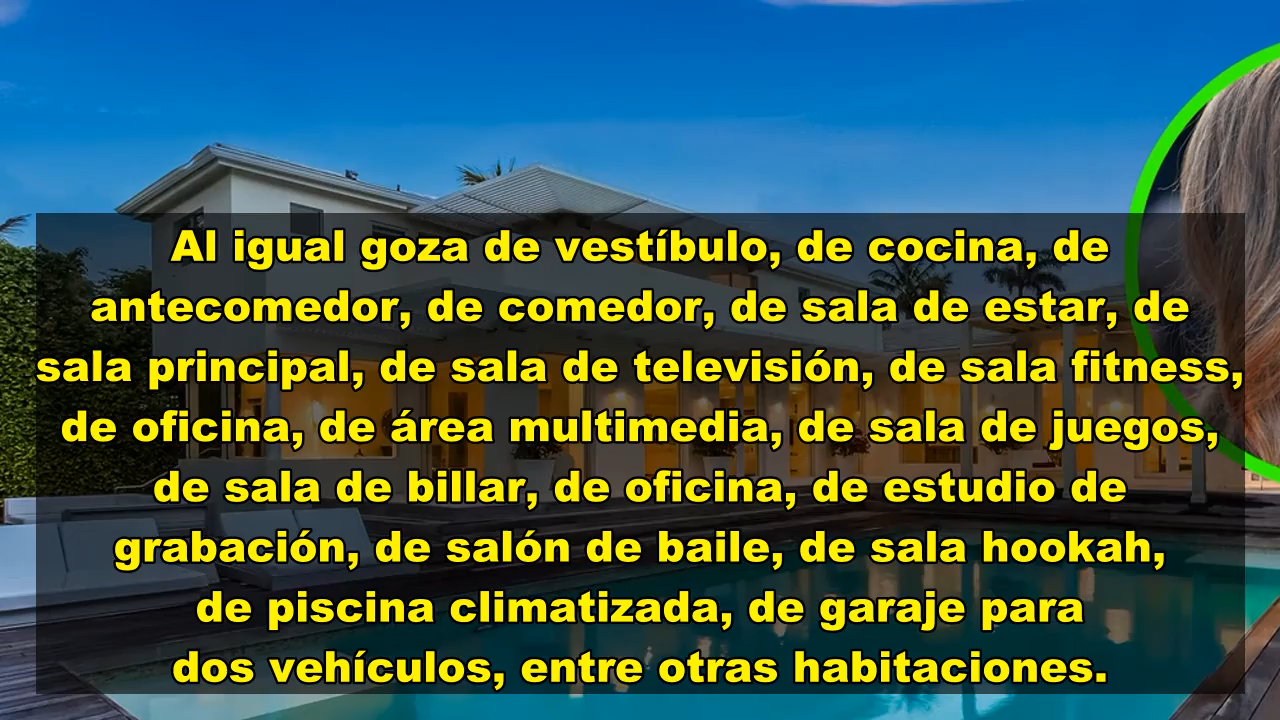 Al igual goza de vestíbulo, de cocina, de
antecomedor, de comedor, de sala de estar, de
sala principal, de sala de televisión, de sala fitness,
de oficina, de área multimedia, de sala de juegos,
de sala de billar, de oficina, de estudio de
grabación, de salón de baile, de sala hookah,
de piscina climatizada, de garaje para
dos vehículos, entre otras habitaciones.